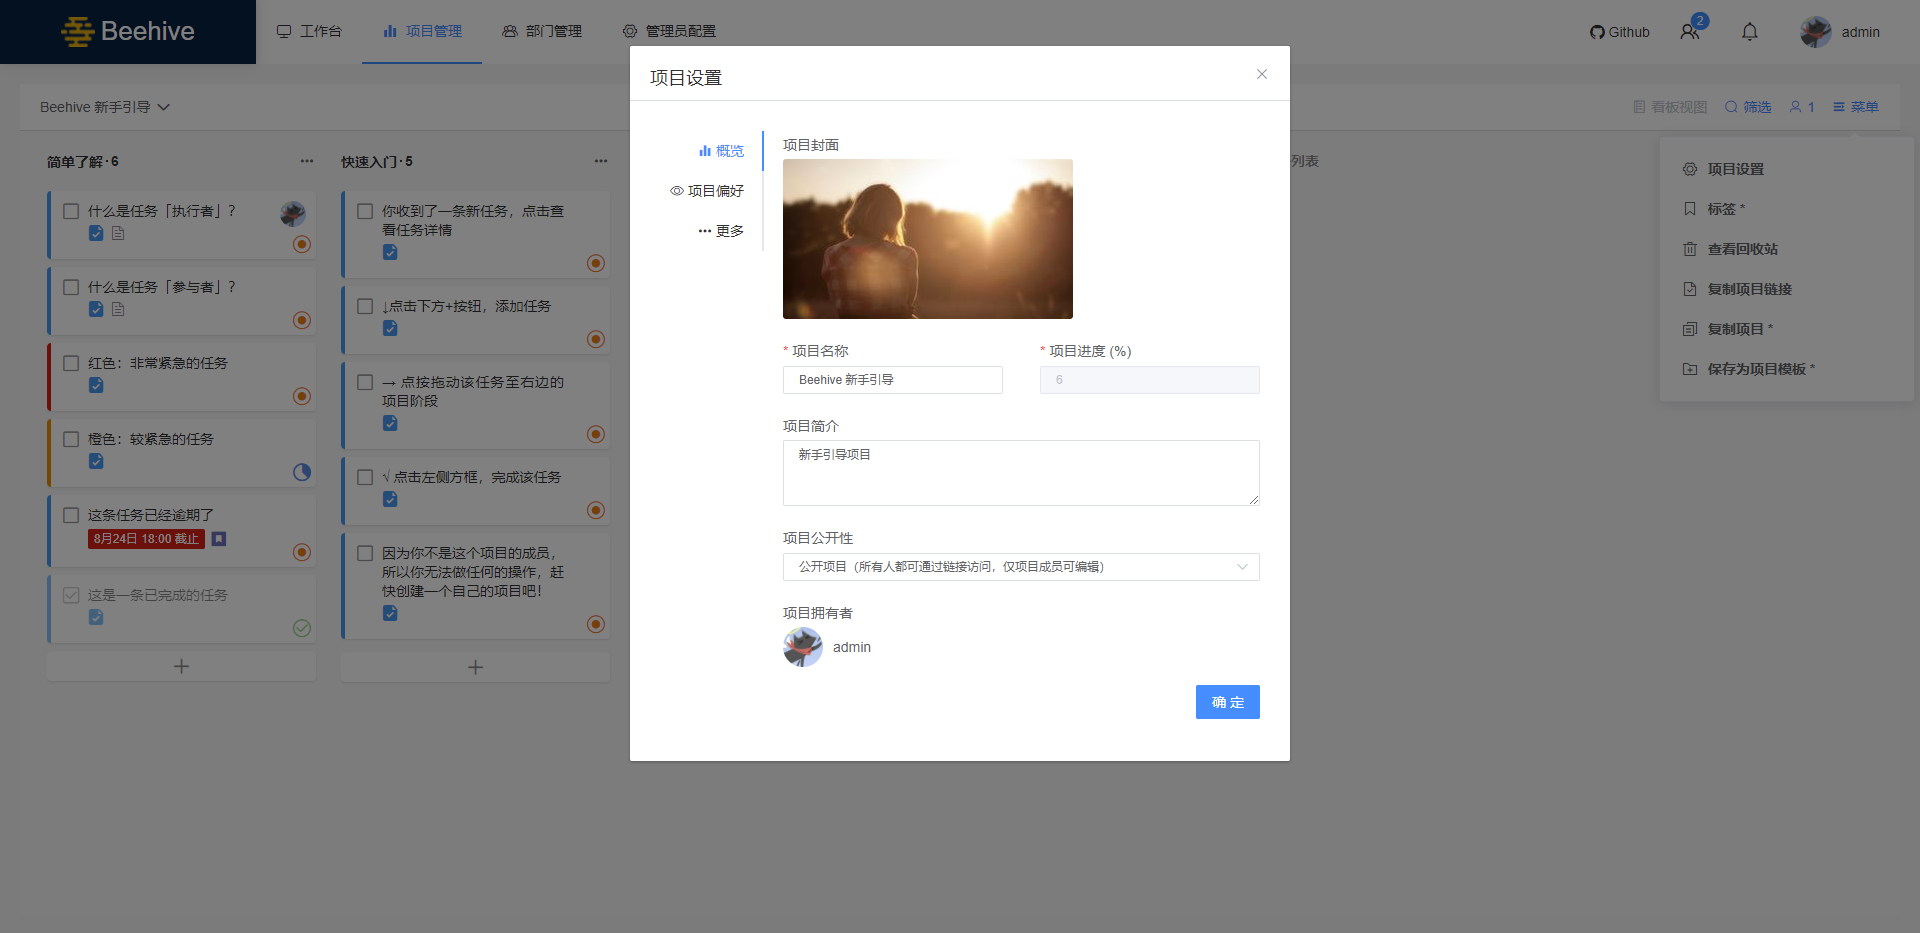 Beehive
工作台
项目管理
部门管理
管理员配置
Github
2
admin
Beehive 新手引导
看板视图
筛选
1
菜单
简单了解·6
什么是任务「执行者」？
什么是任务「参与者」？
红色：非常紧急的任务
橙色：较紧急的任务
这条任务已经逾期了
8月24日 18:00 截止
这是一条已完成的任务
快速入门·5
你收到了一条新任务，点击查
看任务详情
↓点击下方+按钮，添加任务
→ 点按拖动该任务至右边的
项目阶段
√ 点击左侧方框，完成该任务
因为你不是这个项目的成员，
所以你无法做任何的操作，赶
快创建一个自己的项目吧！
列表
项目设置
概览
项目偏好
更多
项目封面
* 项目名称
Beehive 新手引导
* 项目进度 (%)
6
项目简介
新手引导项目
项目公开性
公开项目（所有人都可通过链接访问，仅项目成员可编辑）
项目拥有者
admin
确 定
项目设置
标签 *
查看回收站
复制项目链接
复制项目 *
保存为项目模板 *